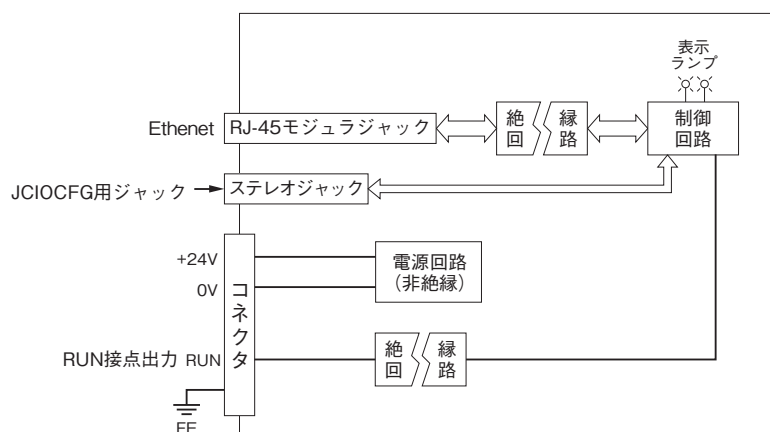 表示
ランプ
Ethenet
RJ-45モジュラジャック
絶 縁
回 路
制御
回路
JCIOCFG用ジャック
ステレオジャック
+24V
0V
コネクタ
電源回路
(非絶縁)
RUN接点出力 RUN
絶 縁
回 路
FE